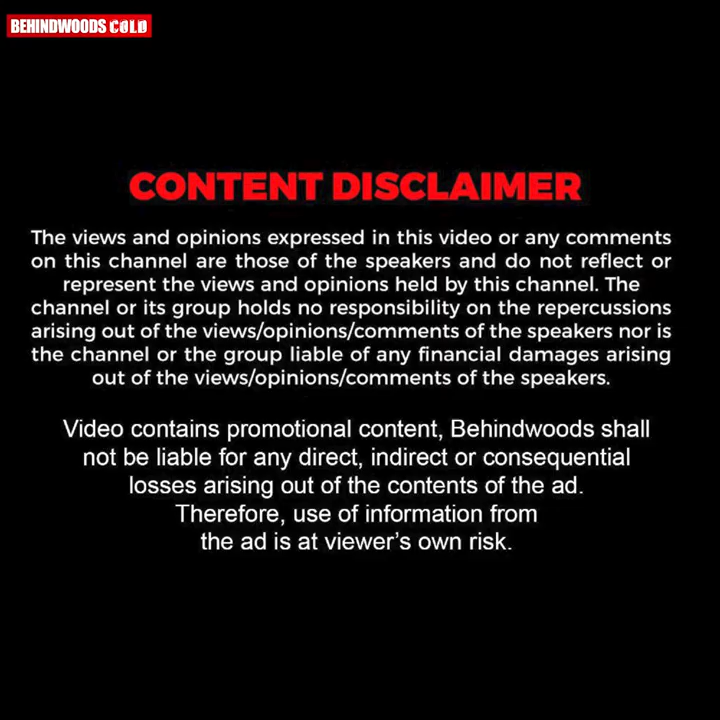 BEHINDWOODS COLD
CONTENT DISCLAIMER
The views and opinions expressed in this video or any comments
on this channel are those of the speakers and do not reflect or
represent the views and opinions held by this channel. The
channel or its group holds no responsibility on the repercussions
arising out of the views/opinions/comments of the speakers nor is
the channel or the group liable of any financial damages arising
out of the views/opinions/comments of the speakers.
Video contains promotional content, Behindwoods shall
not be liable for any direct, indirect or consequential
losses arising out of the contents of the ad.
Therefore, use of information from
the ad is at viewer’s own risk.